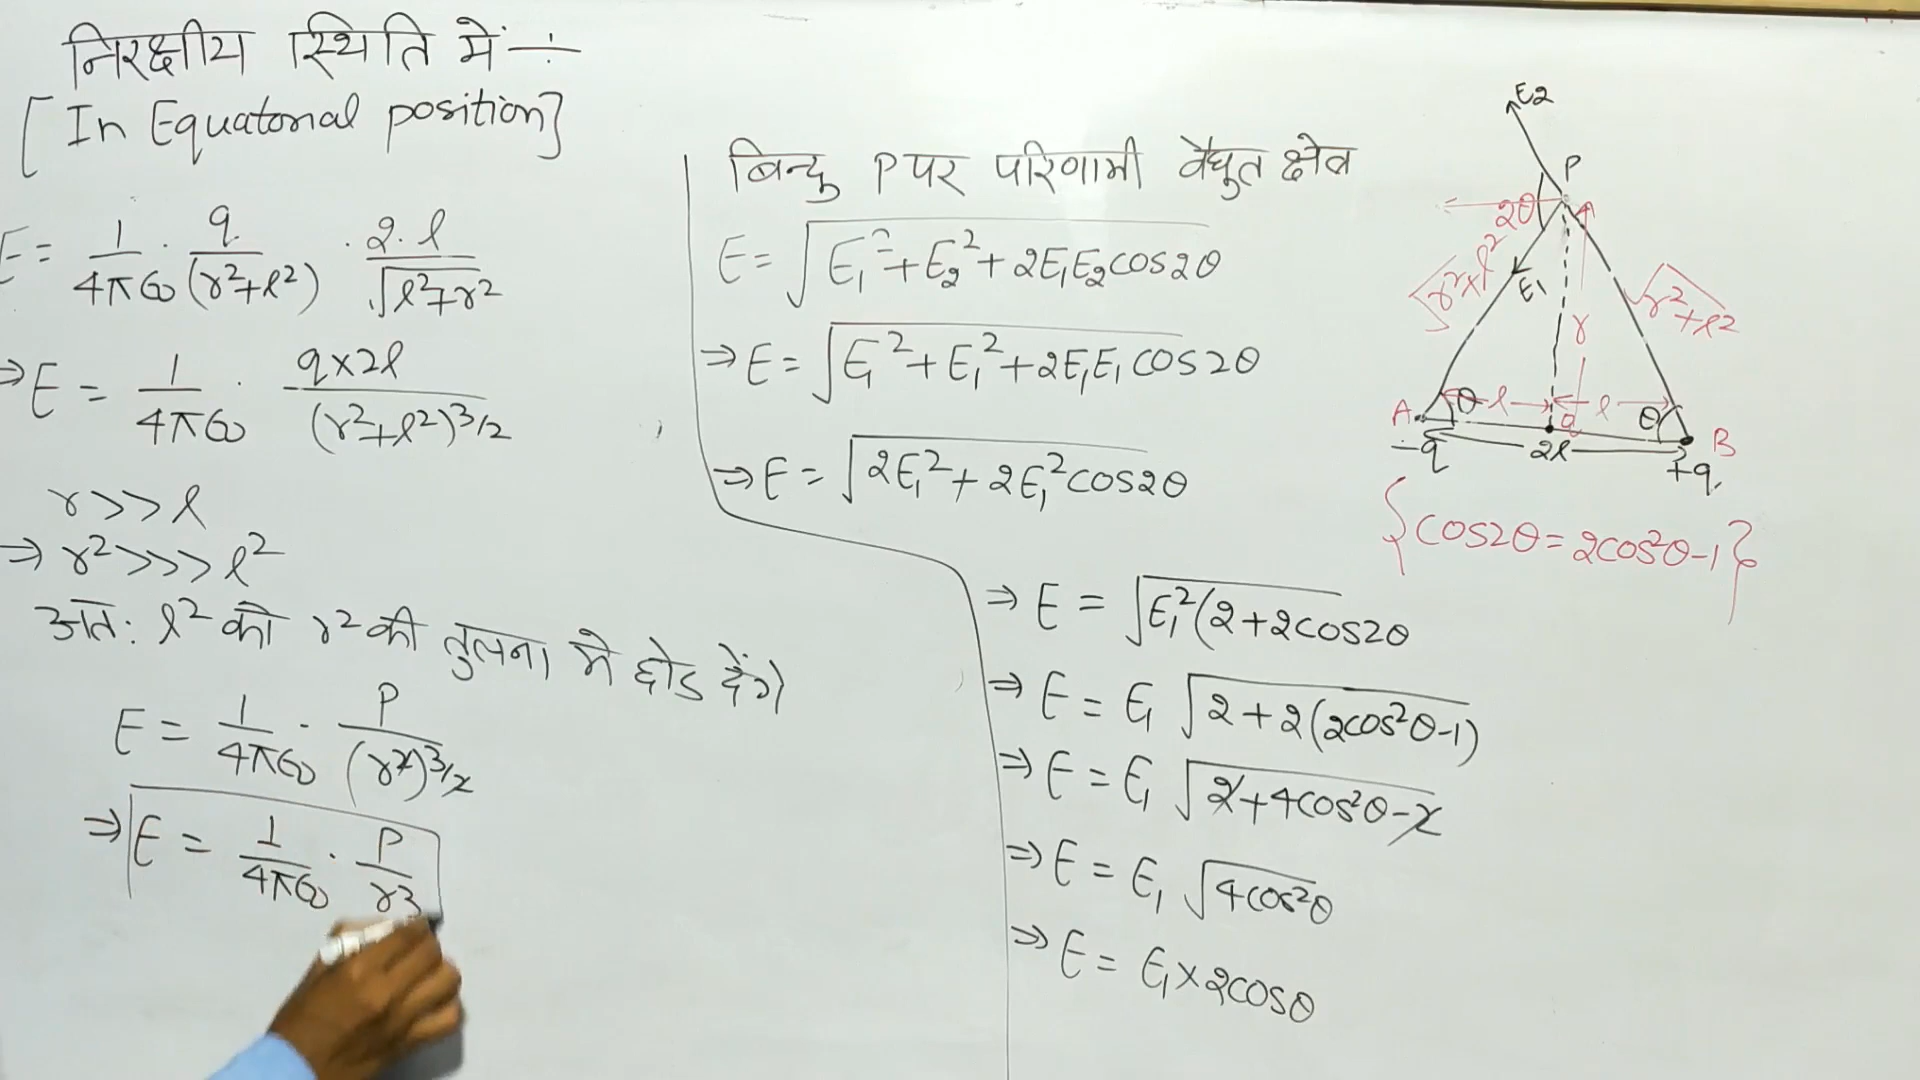 निरक्षीय स्थिति में ÷
[In Equatorial position]
E = 1/4πε0 · q/(r²+l²) · 2·l/√l²+r²
⇒ E = 1/4πε0 · q×2l/(r²+l²)^3/2
r>>l
⇒ r²>>>l²
अतः l² को r² की तुलना मे छोड देंगे
E = 1/4πε0 · P/(r²)^3/2
⇒ E = 1/4πε0 · P/r3
बिन्दु P पर परिणामी वैधुत क्षेत्र
E = √E₁²+E₂²+2E₁E₂cos2θ
⇒ E = √E₁²+E₁²+2E₁E₁cos2θ
⇒ E = √2E₁²+2E₁²cos2θ
⇒ E = √E₁²(2+2cos2θ
⇒ E = E₁ √2+2(2cos²θ-1)
⇒ E = E₁ √2+4cos²θ-2
⇒ E = E₁ √4cos²θ
⇒ E = E₁×2cosθ
E2
P
2θ
E₁
√r²+l²
√r²+l²
r
A
θ
l
l
θ
B
-q
2l
+q
{cos2θ=2cos²θ-1}